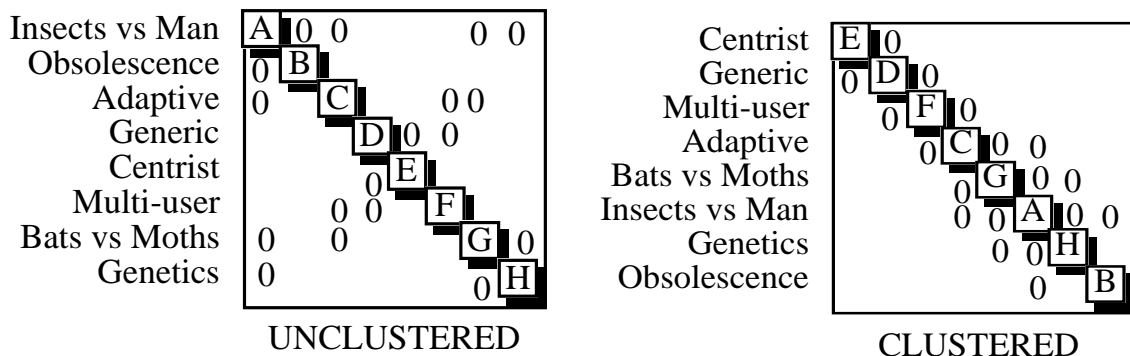 Insects vs Man A 0 0 0 0
Obsolescence 0 B
Adaptive 0 C 0 0
Generic D 0 0
Centrist 0 E
Multi-user 0 0 F
Bats vs Moths 0 0 G 0
Genetics 0 0 H
UNCLUSTERED
Centrist E 0
Generic 0 D 0
Multi-user 0 F 0
Adaptive 0 C 0 0
Bats vs Moths 0 G 0 0
Insects vs Man 0 0 A 0 0
Genetics 0 0 H
Obsolescence 0 B
CLUSTERED